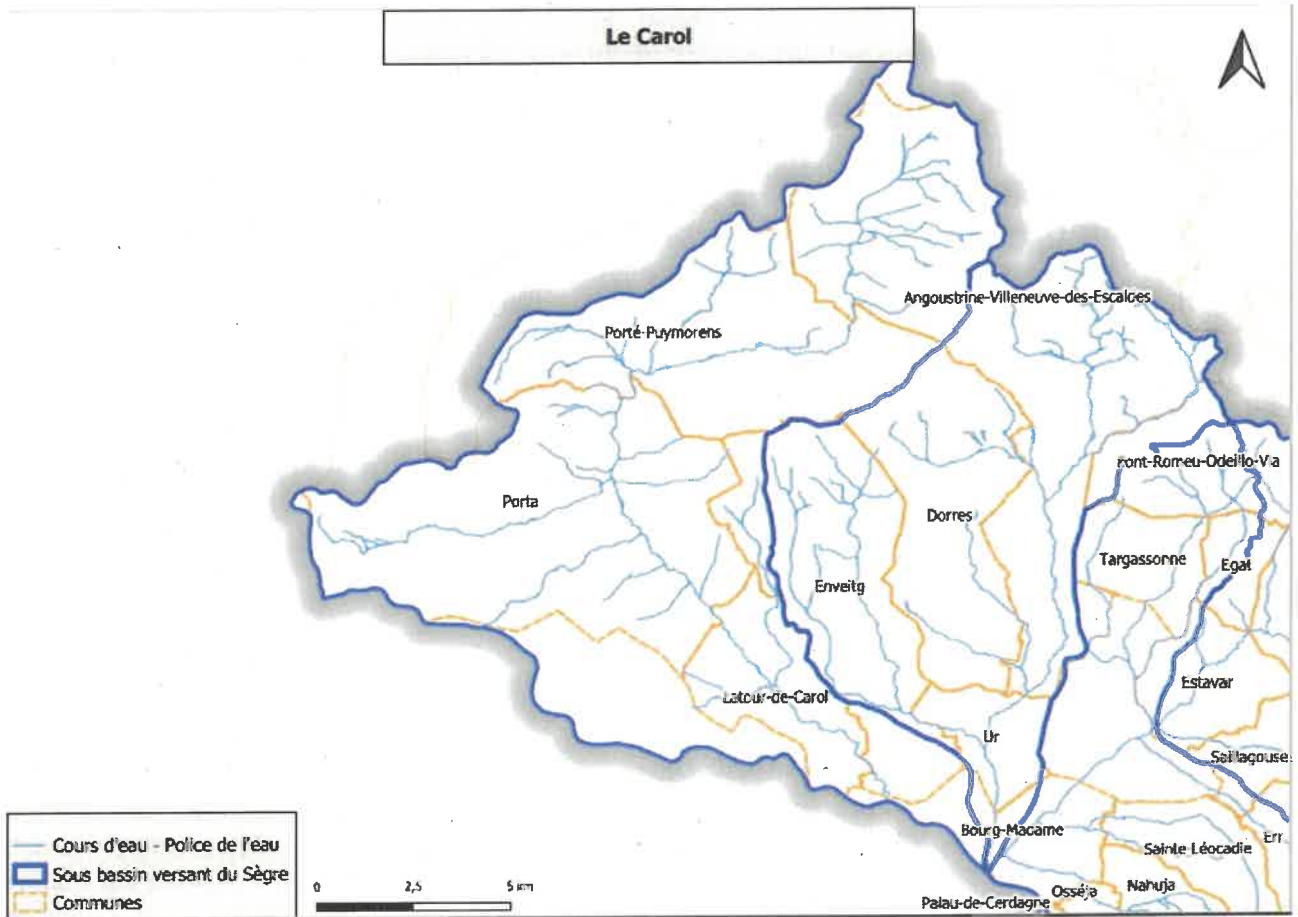 Le Carol
Angoustrine-Villeneuve-des-Escaldes
Porté-Puymorens
Font-Romeu-Odeillo-Via
Porta
Dorres
Targassonne
Egat
Enveitg
Estavar
Latour-de-Carol
Ur
Saillagouse
Bourg-Madame
Err
Sainte Léocadie
Osséja
Nahuja
Palau-de-Cerdagne
Cours d'eau - Police de l'eau
Sous bassin versant du Sègre
Communes
0 2,5 5 km